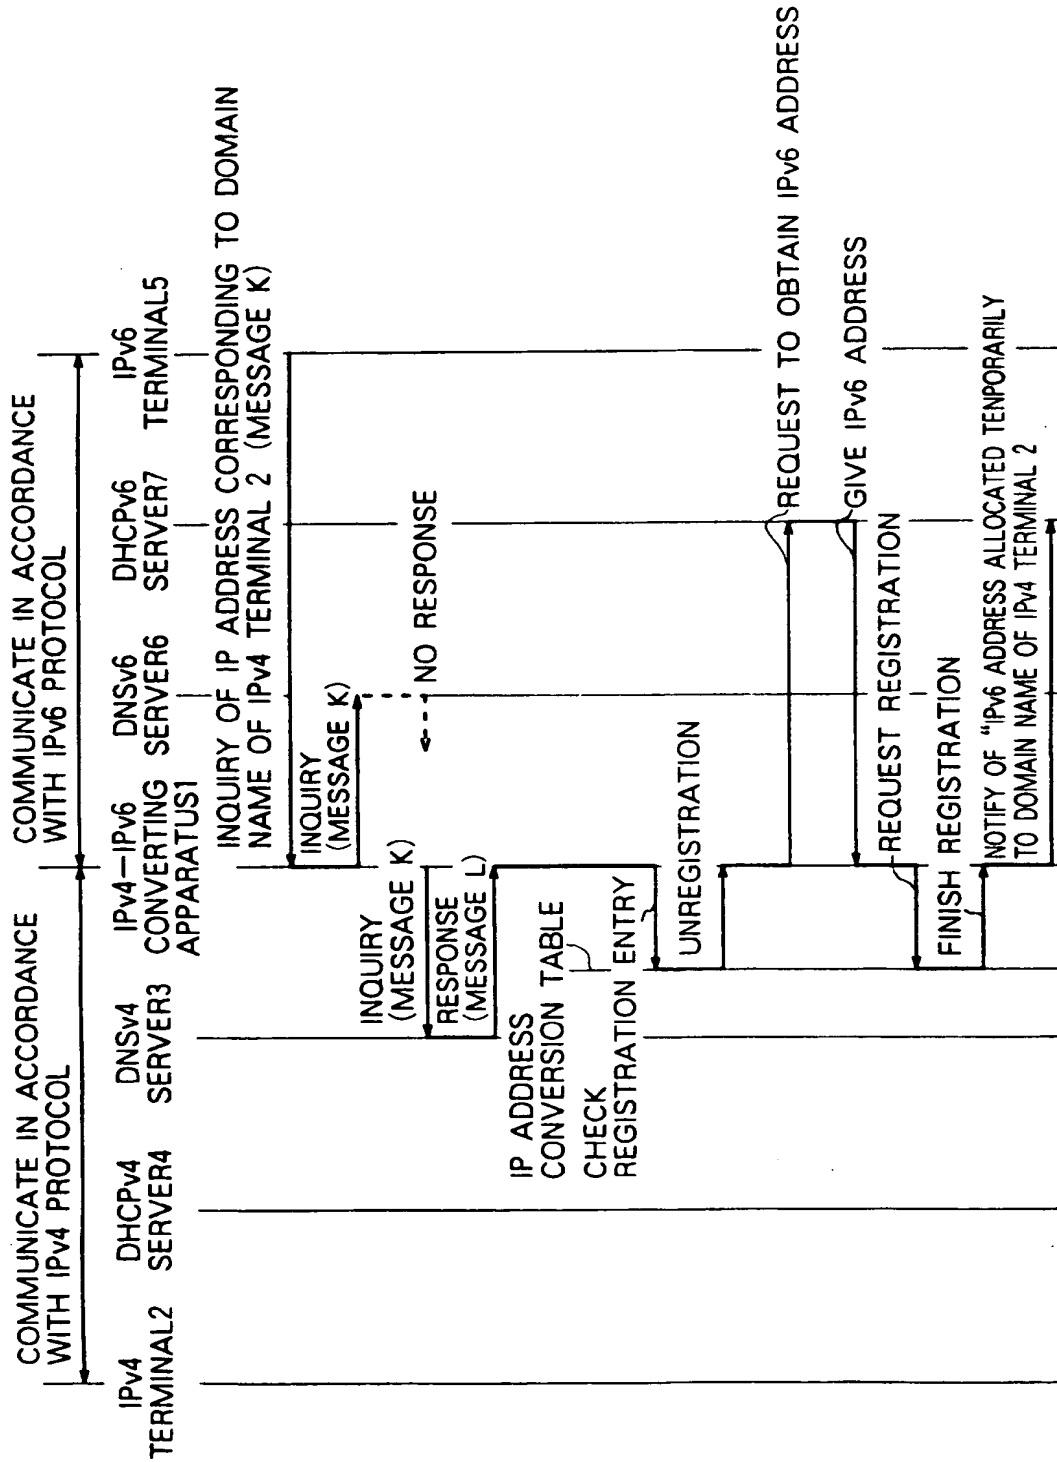 COMMUNICATE IN ACCORDANCE
WITH IPv4 PROTOCOL
COMMUNICATE IN ACCORDANCE
WITH IPv6 PROTOCOL
IPv4
TERMINAL2
DHCPv4
SERVER4
DNSv4
SERVER3
IPv4-IPv6
CONVERTING
APPARATUS1
DNSv6
SERVER6
DHCPv6
SERVER7
IPv6
TERMINAL5
INQUIRY OF IP ADDRESS CORRESPONDING TO DOMAIN
NAME OF IPv4 TERMINAL 2 (MESSAGE K)
INQUIRY
(MESSAGE K)
NO RESPONSE
INQUIRY
(MESSAGE K)
RESPONSE
(MESSAGE L)
IP ADDRESS
CONVERSION TABLE
CHECK
REGISTRATION ENTRY
UNREGISTRATION
REQUEST TO OBTAIN IPv6 ADDRESS
GIVE IPv6 ADDRESS
REQUEST REGISTRATION
FINISH REGISTRATION
NOTIFY OF "IPv6 ADDRESS ALLOCATED TENPORARILY
TO DOMAIN NAME OF IPv4 TERMINAL 2